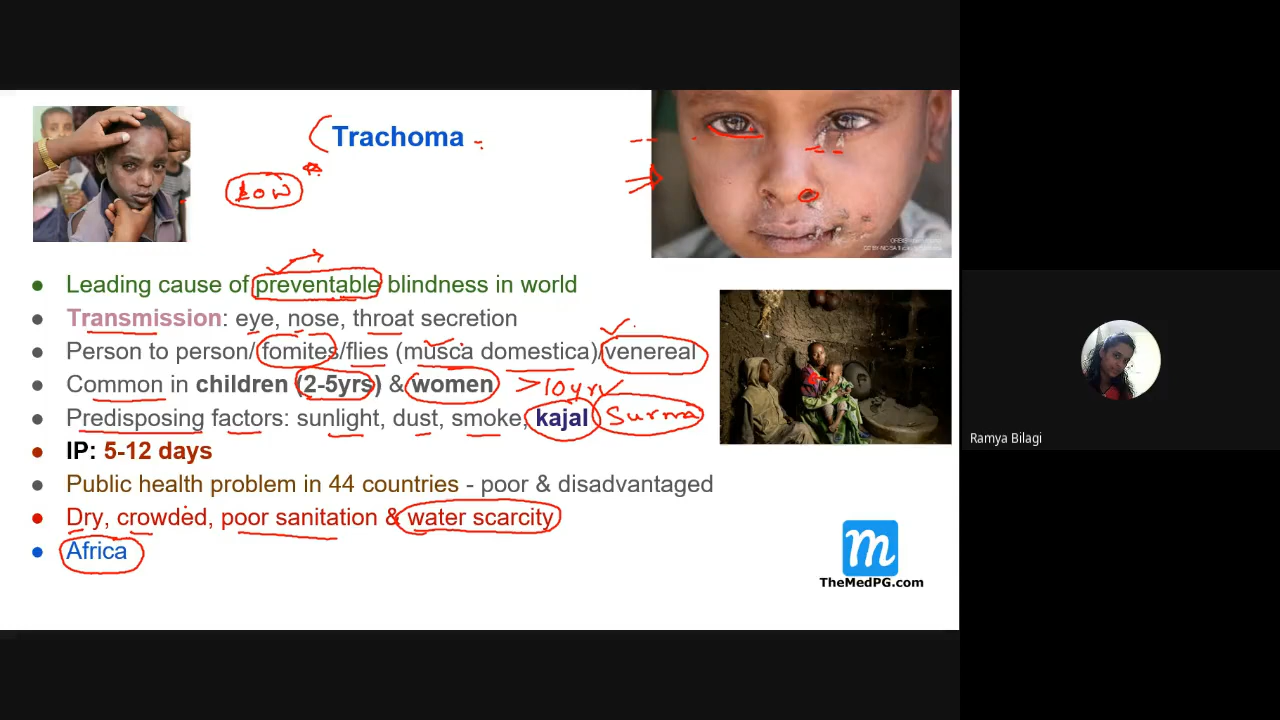 Trachoma
LOW
Leading cause of preventable blindness in world
Transmission: eye, nose, throat secretion
Person to person/ fomites/flies (musca domestica)/venereal
Common in children (2-5yrs) & women >10yrs
Predisposing factors: sunlight, dust, smoke, kajal Surma
IP: 5-12 days
Public health problem in 44 countries - poor & disadvantaged
Dry, crowded, poor sanitation & water scarcity
Africa
m
TheMedPG.com
Ramya Bilagi